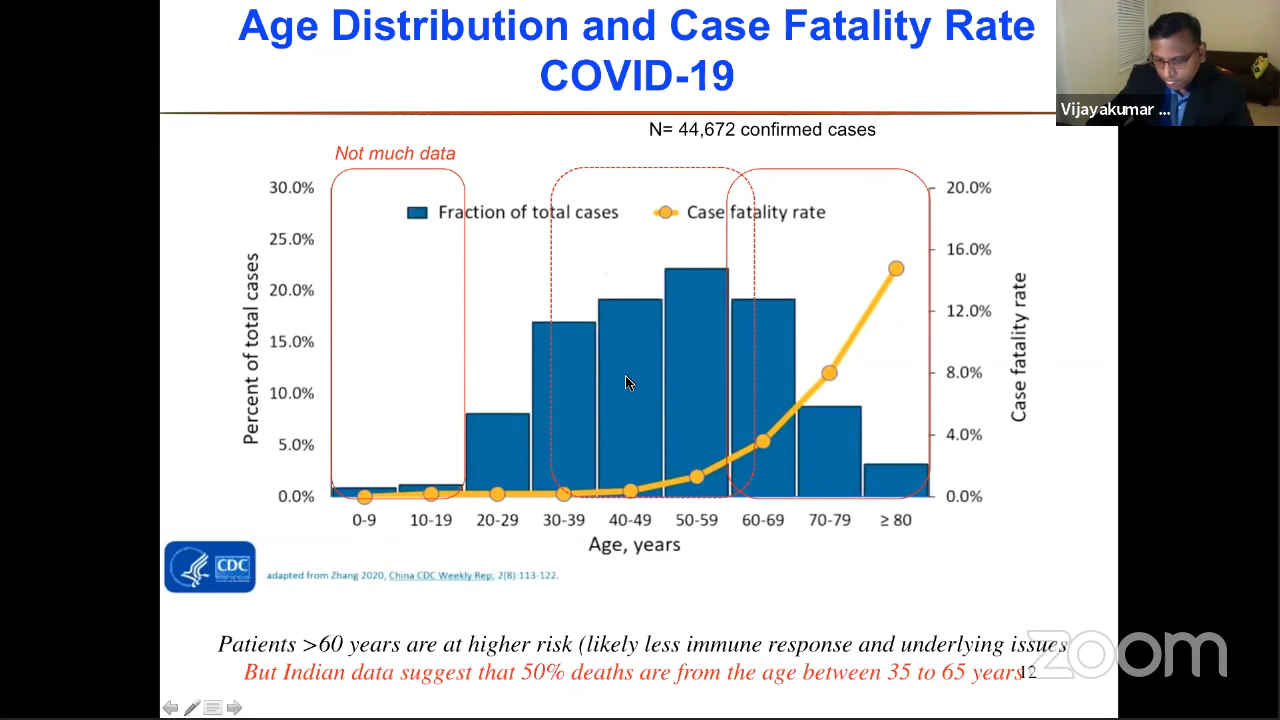 Age Distribution and Case Fatality Rate
COVID-19
Vijayakumar ...
N= 44,672 confirmed cases
Not much data
30.0%
20.0%
Fraction of total cases
Case fatality rate
25.0%
16.0%
20.0%
12.0%
15.0%
8.0%
10.0%
4.0%
5.0%
0.0%
0.0%
Percent of total cases
Case fatality rate
0-9 10-19 20-29 30-39 40-49 50-59 60-69 70-79 ≥ 80
Age, years
CDC
adapted from Zhang 2020, China CDC Weekly Rep; 2(8):113-122.
Patients >60 years are at higher risk (likely less immune response and underlying issues
But Indian data suggest that 50% deaths are from the age between 35 to 65 years
12
zoom